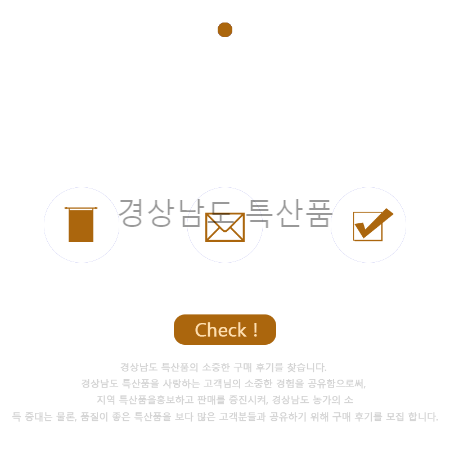 경상남도 특산품
Check !
경상남도 특산품의 소중한 구매 후기를 찾습니다.
경상남도 특산품을 사랑하는 고객님의 소중한 경험을 공유함으로써,
지역 특산품을홍보하고 판매를 증진시켜, 경상남도 농가의 소
득 증대는 물론, 품질이 좋은 특산품을 보다 많은 고객분들과 공유하기 위해 구매 후기를 모집 합니다.